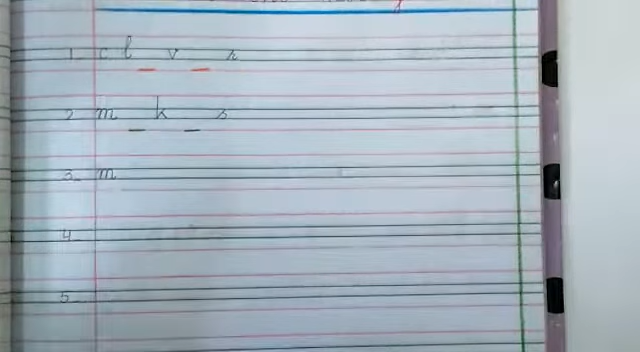 1. c l _ v _ r
2. m _ k _ s
3. m
4.
5.